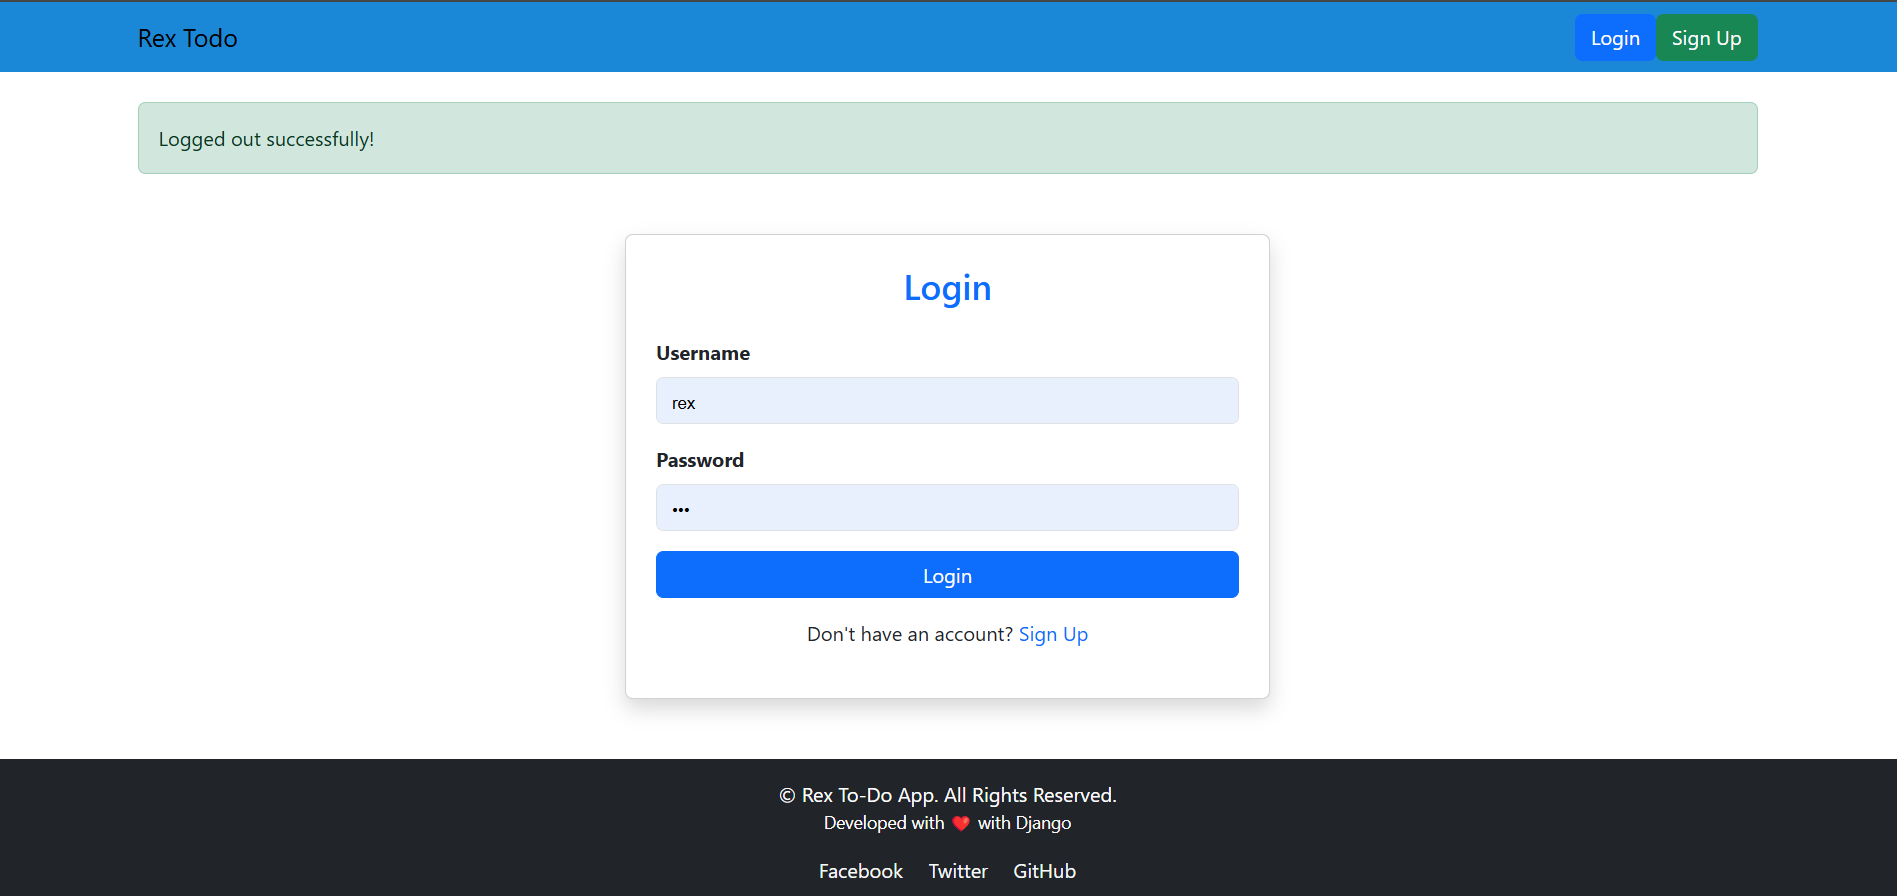 Rex Todo
Login
Sign Up
Logged out successfully!
Login
Username
rex
Password
•••
Login
Don't have an account? Sign Up
© Rex To-Do App. All Rights Reserved.
Developed with ❤️ with Django
Facebook Twitter GitHub